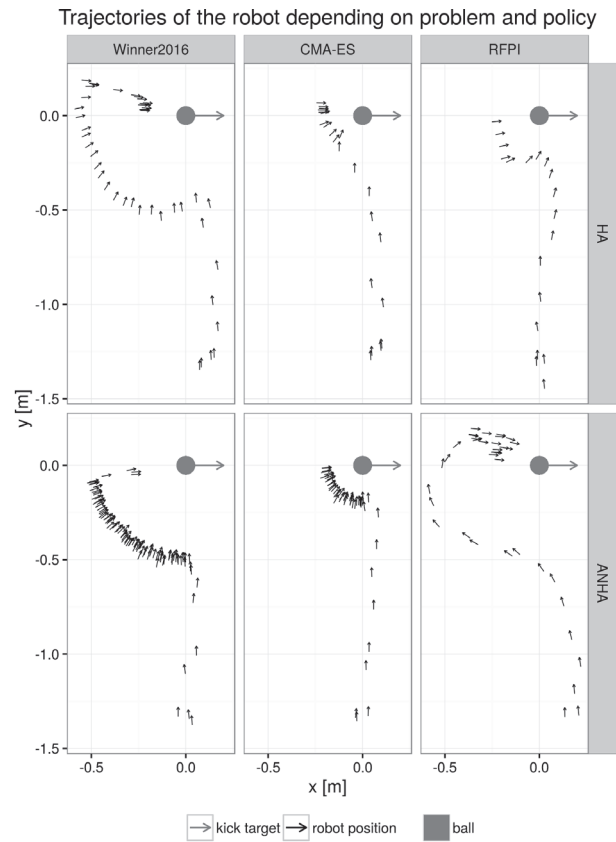 Trajectories of the robot depending on problem and policy
Winner2016 CMA-ES RFPI
0.0
-0.5
-1.0
-1.5
HA
y [m]
0.0
-0.5
-1.0
-1.5
ANHA
-0.5 0.0 -0.5 0.0 -0.5 0.0
x [m]
kick target robot position ball